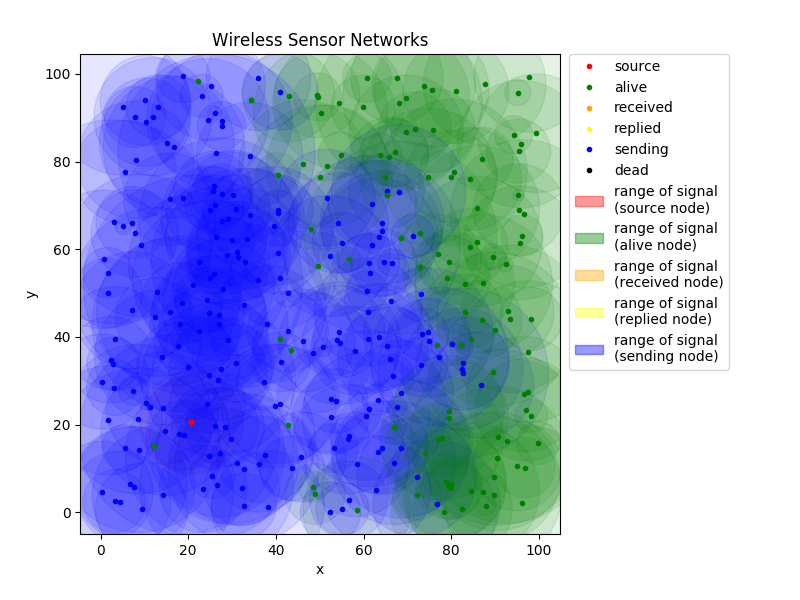 Wireless Sensor Networks
100
80
60
40
20
0
y
0 20 40 60 80 100
x
source
alive
received
replied
sending
dead
range of signal
(source node)
range of signal
(alive node)
range of signal
(received node)
range of signal
(replied node)
range of signal
(sending node)